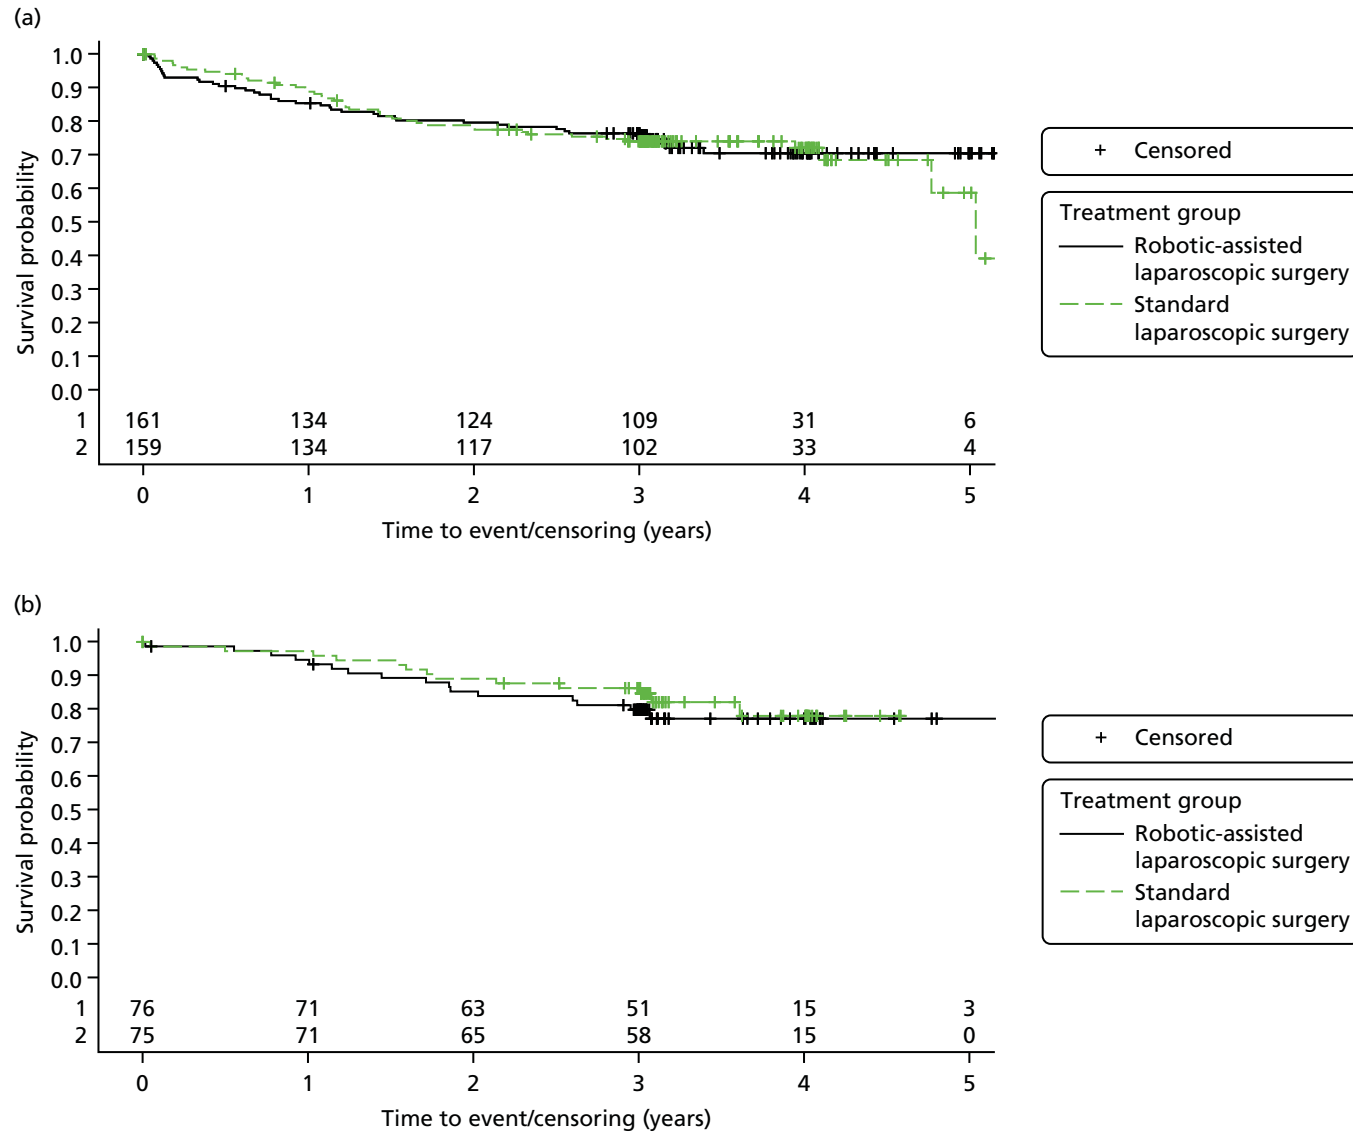 (a)
1.0
0.9
0.8
0.7
0.6
0.5
0.4
0.3
0.2
0.1
0.0
Survival probability
1 161 134 124 109 31 6
2 159 134 117 102 33 4
0 1 2 3 4 5
Time to event/censoring (years)
+ Censored
Treatment group
Robotic-assisted
laparoscopic surgery
Standard
laparoscopic surgery
(b)
1.0
0.9
0.8
0.7
0.6
0.5
0.4
0.3
0.2
0.1
0.0
Survival probability
1 76 71 63 51 15 3
2 75 71 65 58 15 0
0 1 2 3 4 5
Time to event/censoring (years)
+ Censored
Treatment group
Robotic-assisted
laparoscopic surgery
Standard
laparoscopic surgery